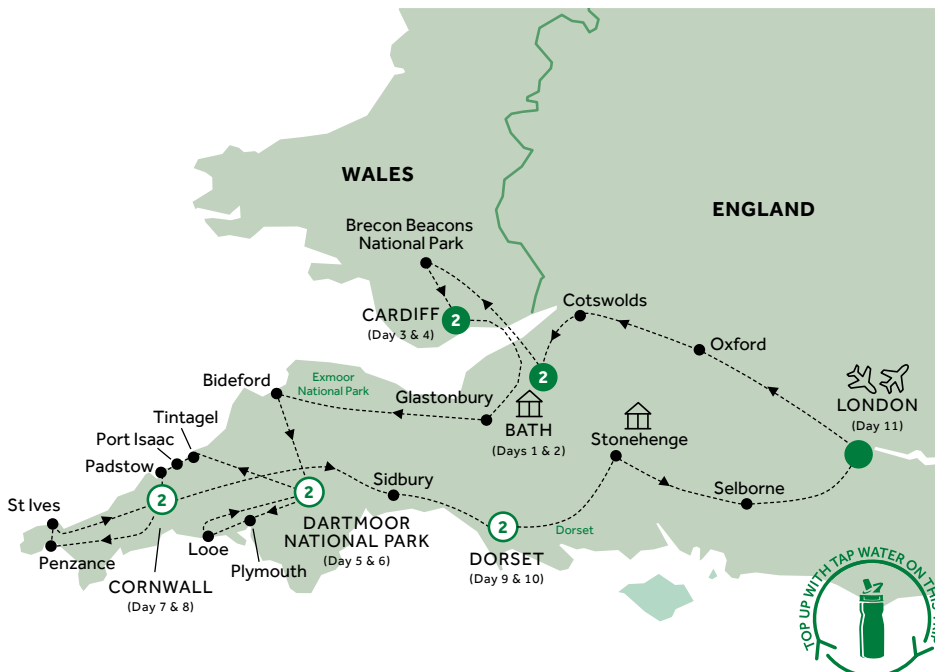 WALES
ENGLAND
Brecon Beacons
National Park
CARDIFF
(Day 3 & 4)
2
Cotswolds
Oxford
LONDON
(Day 11)
2
BATH
(Days 1 & 2)
Bideford
Exmoor
National Park
Glastonbury
Stonehenge
Tintagel
Port Isaac
Padstow
2
St Ives
Penzance
CORNWALL
(Day 7 & 8)
Looe
Plymouth
2
DARTMOOR
NATIONAL PARK
(Day 5 & 6)
Sidbury
2
DORSET
(Day 9 & 10)
Dorset
Selborne
TOP UP WITH TAP WATER ON THIS TRIP